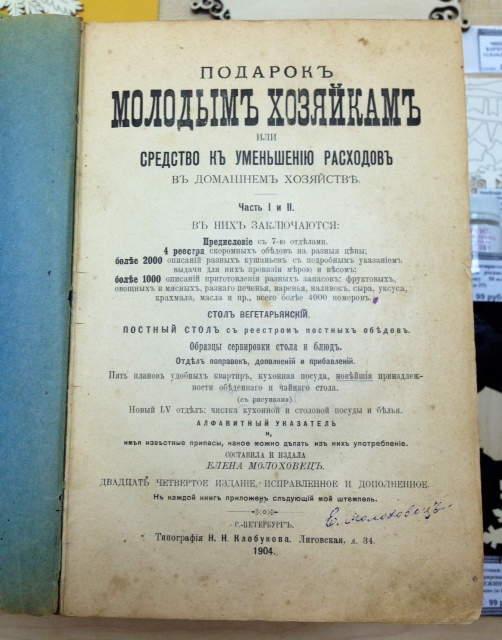 ПОДАРОКЪ
МОЛОДЫМЪ ХОЗЯЙКАМЪ
ИЛИ
СРЕДСТВО КЪ УМЕНЬШЕНІЮ РАСХОДОВЪ
ВЪ ДОМАШНЕМЪ ХОЗЯЙСТВѢ.
Часть I и II.
ВЪ НИХЪ ЗАКЛЮЧАЮТСЯ:
Предисловіе съ 7-ю отдѣлами.
4 реестра скоромныхъ обѣдовъ на разныя цѣны;
болѣе 2000 описаній разныхъ кушаньевъ съ подробнымъ указаніемъ
выдачи для нихъ провизіи мѣрою и вѣсомъ;
болѣе 1000 описаній приготовленія разныхъ запасовъ; фруктовыхъ,
овощныхъ и мясныхъ, разнаго печенья, варенья, наливокъ, сыра, уксуса,
крахмала, масла и пр., всего болѣе 4000 номеровъ.
СТОЛЪ ВЕГЕТАРЬЯНСКІЙ.
ПОСТНЫЙ СТОЛЪ съ реестромъ постныхъ обѣдовъ.
Образцы сервировки стола и блюдъ.
Отдѣлъ поправокъ, дополненій и прибавленій.
Пять плановъ удобныхъ квартиръ, кухонная посуда, новѣйшія принадлеж-
ности обѣденнаго и чайнаго стола.
(съ рисунками).
Новый LV отдѣлъ: чистка кухонной и столовой посуды и бѣлья.
АЛФАВИТНЫЙ УКАЗАТЕЛЬ
и,
имѣя извѣстные припасы, какое можно дѣлать изъ нихъ употребленіе.
СОСТАВИЛА И ИЗДАЛА
ЕЛЕНА МОЛОХОВЕЦЪ.
ДВАДЦАТЬ ЧЕТВЕРТОЕ ИЗДАНІЕ, ИСПРАВЛЕННОЕ И ДОПОЛНЕННОЕ.
Къ каждой книгѣ приложенъ слѣдующій мой штемпель.
Е. Молоховецъ
С.-ПЕТЕРБУРГЪ.
Типографія Н. Н. Клобукова. Лиговская, д. 34.
1904.